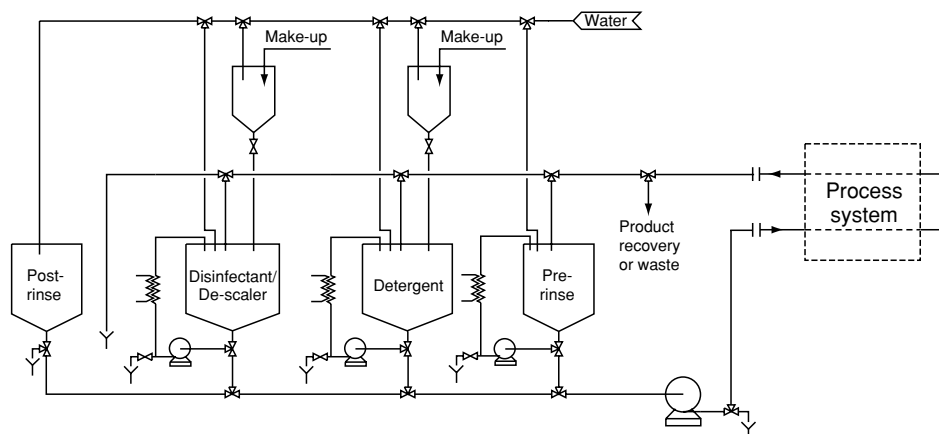 Water
Make-up
Make-up
Process
system
Product
recovery
or waste
Post-
rinse
Disinfectant/
De-scaler
Detergent
Pre-
rinse